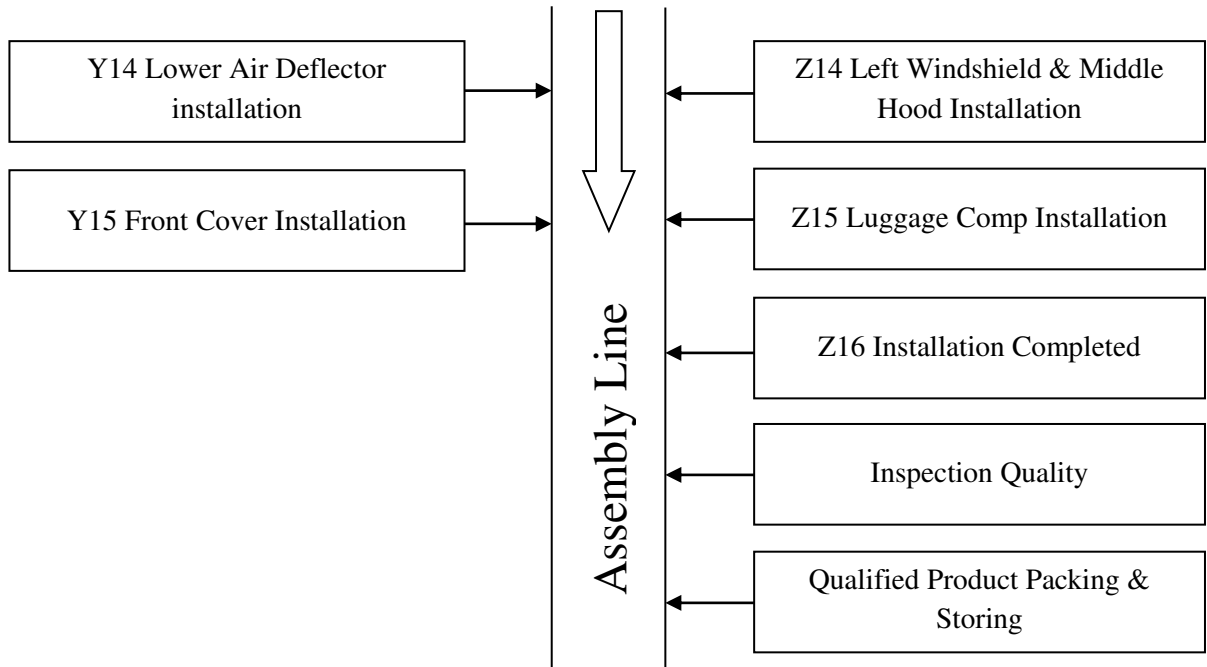 Y14 Lower Air Deflector
installation
Z14 Left Windshield & Middle
Hood Installation
Y15 Front Cover Installation
Z15 Luggage Comp Installation
Z16 Installation Completed
Assembly Line
Inspection Quality
Qualified Product Packing &
Storing